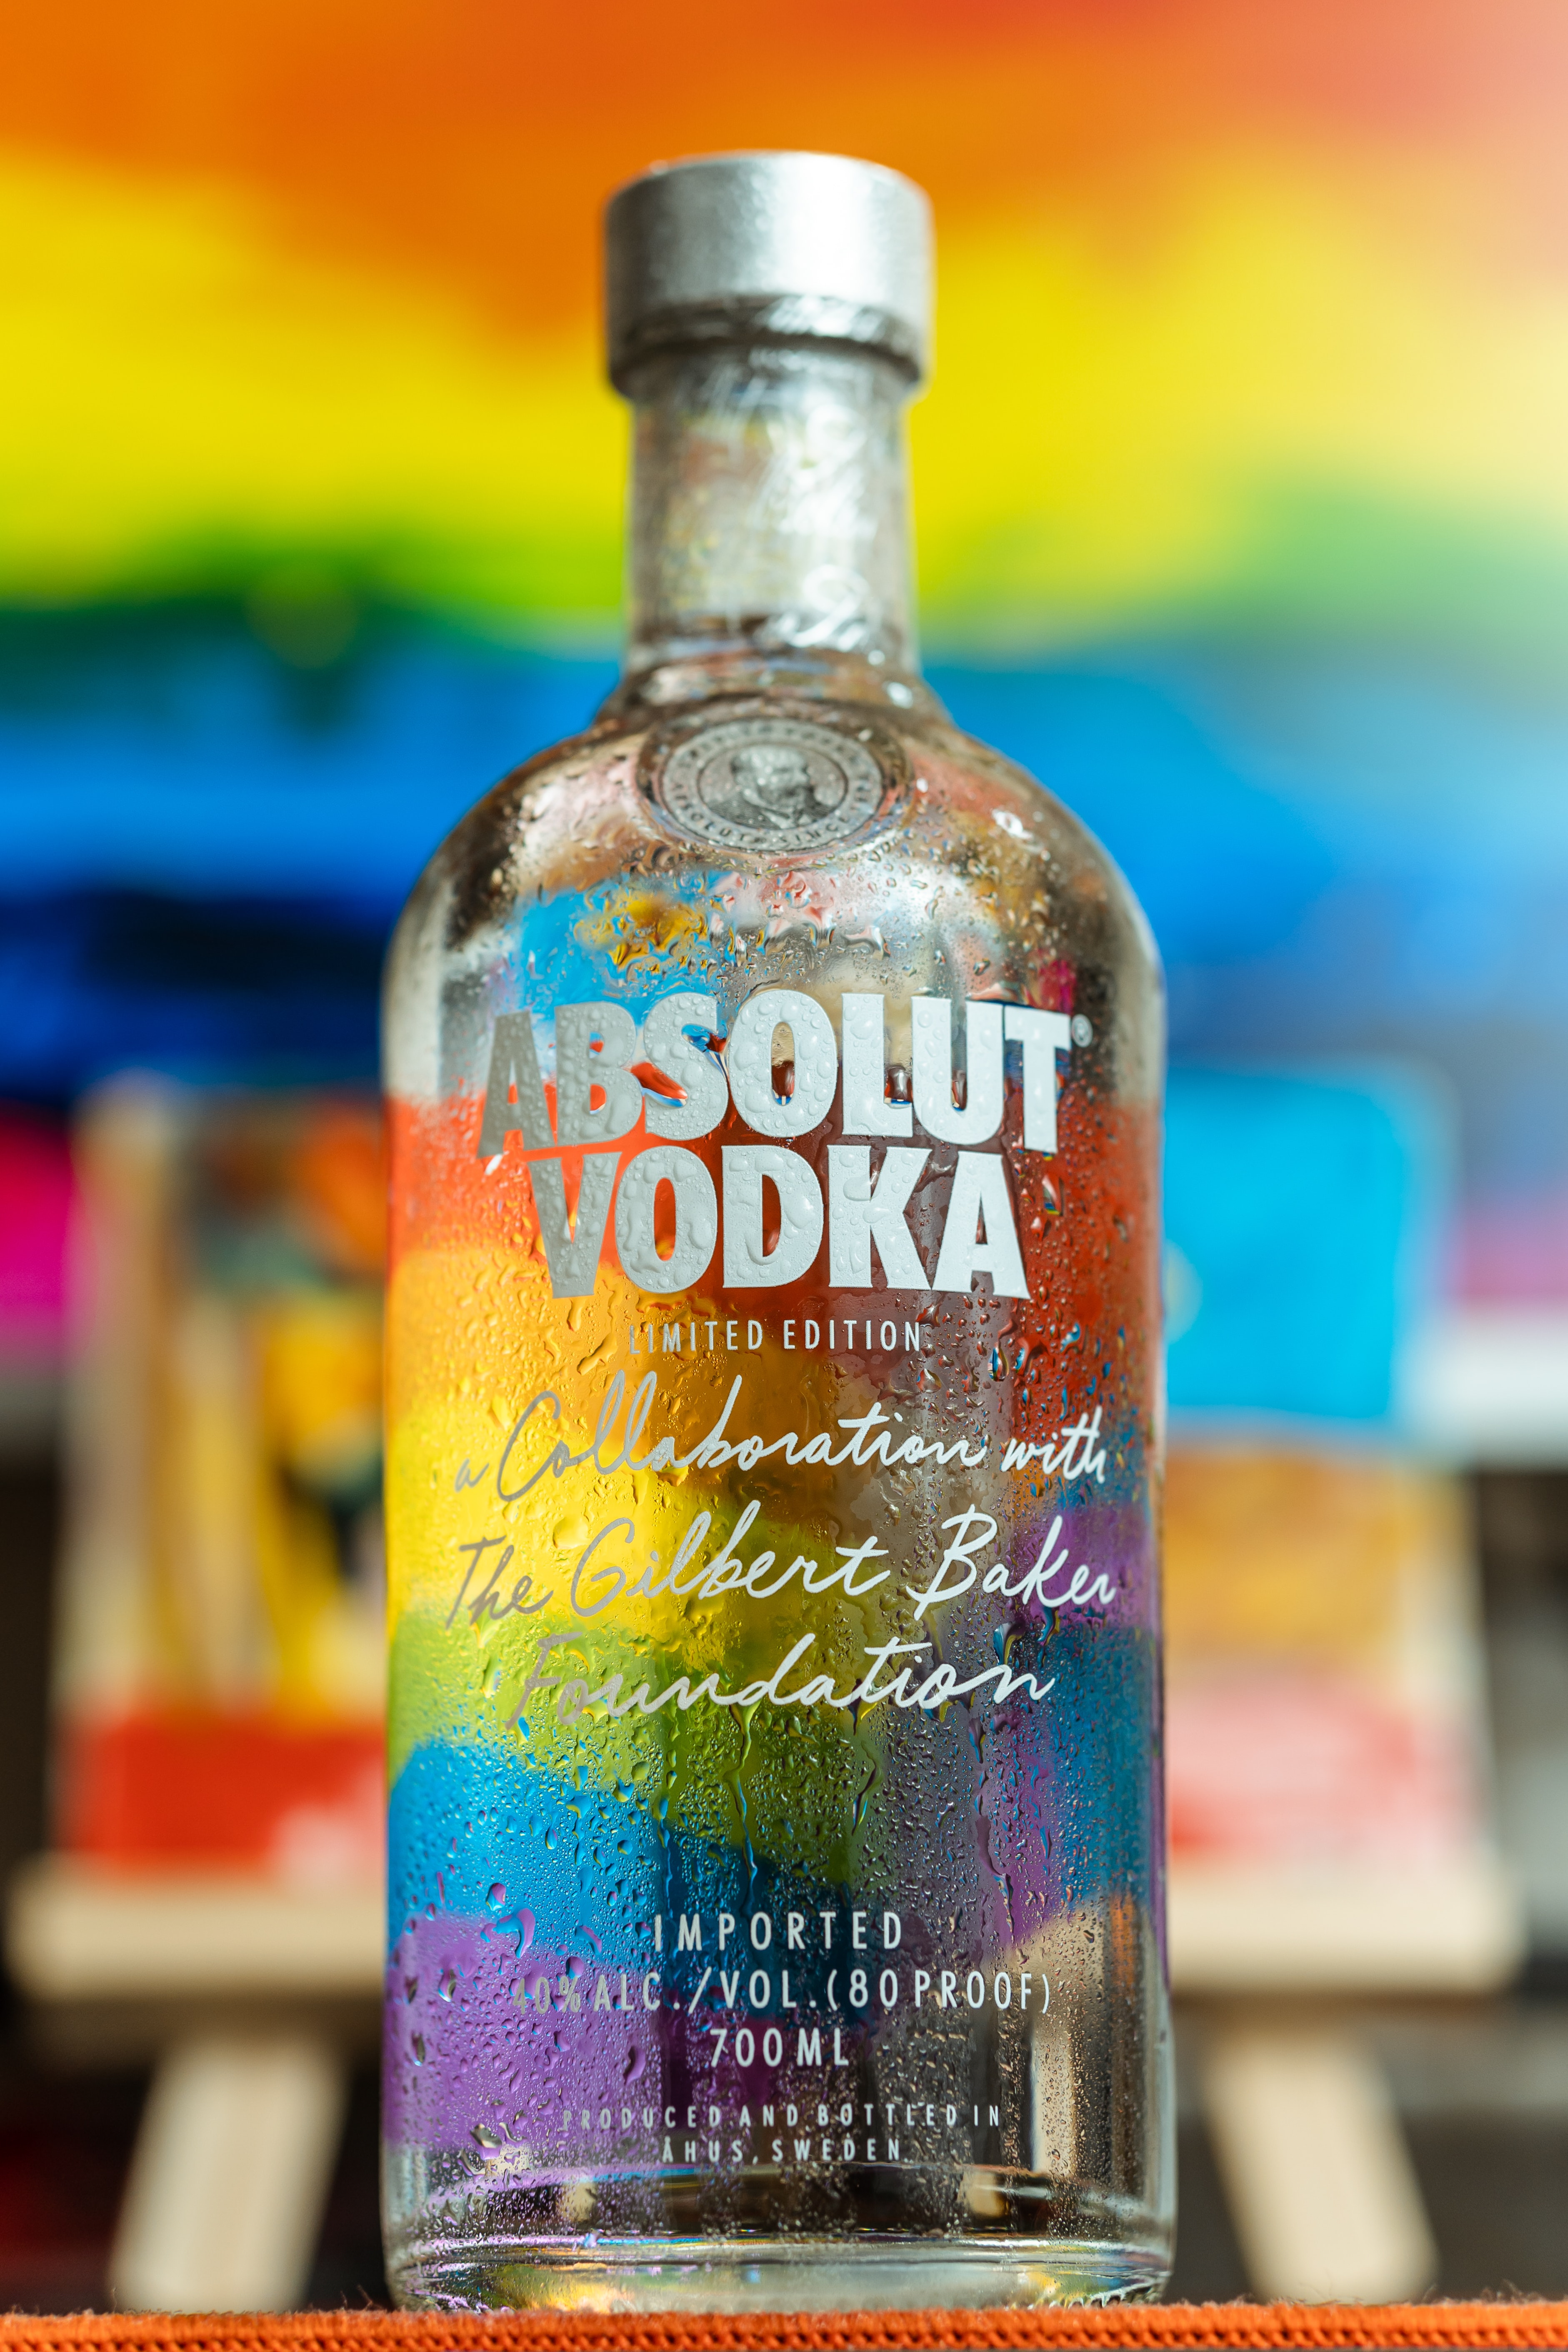 ABSOLUT®
VODKA
LIMITED EDITION
a Collaboration with
The Gilbert Baker
Foundation
IMPORTED
40% ALC./VOL.(80 PROOF)
700ML
PRODUCED AND BOTTLED IN
ÅHUS, SWEDEN